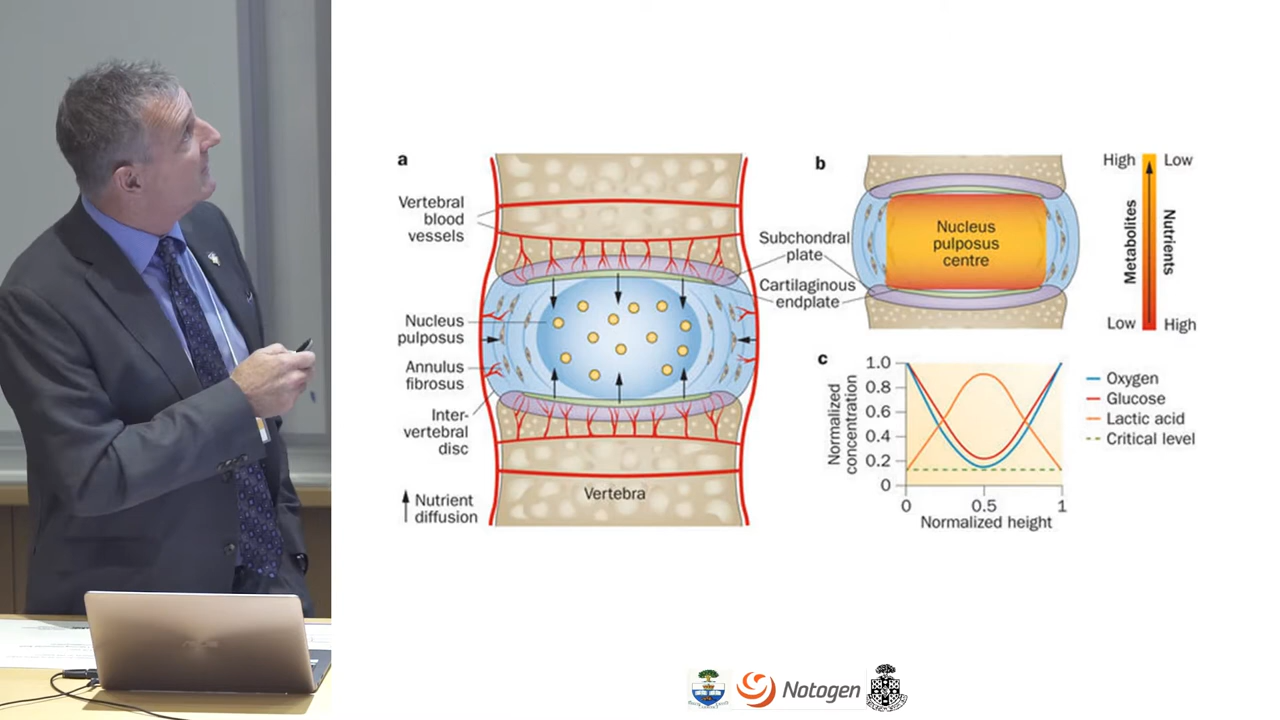 a
Vertebral
blood
vessels
Nucleus
pulposus
Annulus
fibrosus
Inter-
vertebral
disc
Nutrient
diffusion
Vertebra
Subchondral
plate
Cartilaginous
endplate
b
Nucleus
pulposus
centre
High
Low
Metabolites
Nutrients
Low
High
c
Normalized
concentration
1.0
0.8
0.6
0.4
0.2
0
0
0.5
1
Normalized height
Oxygen
Glucose
Lactic acid
Critical level
Notogen